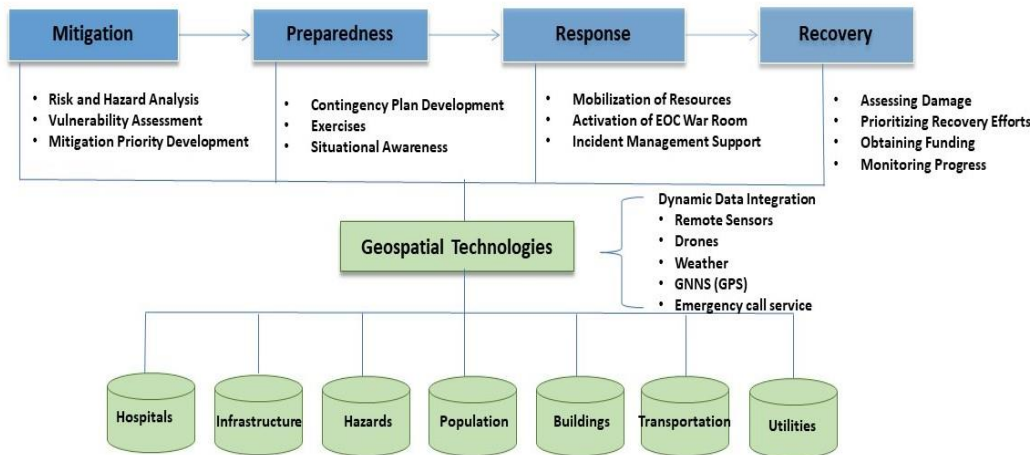 Mitigation
Preparedness
Response
Recovery
• Risk and Hazard Analysis
• Vulnerability Assessment
• Mitigation Priority Development
• Contingency Plan Development
• Exercises
• Situational Awareness
• Mobilization of Resources
• Activation of EOC War Room
• Incident Management Support
• Assessing Damage
• Prioritizing Recovery Efforts
• Obtaining Funding
• Monitoring Progress
Geospatial Technologies
Dynamic Data Integration
• Remote Sensors
• Drones
• Weather
• GNNS (GPS)
• Emergency call service
Hospitals
Infrastructure
Hazards
Population
Buildings
Transportation
Utilities